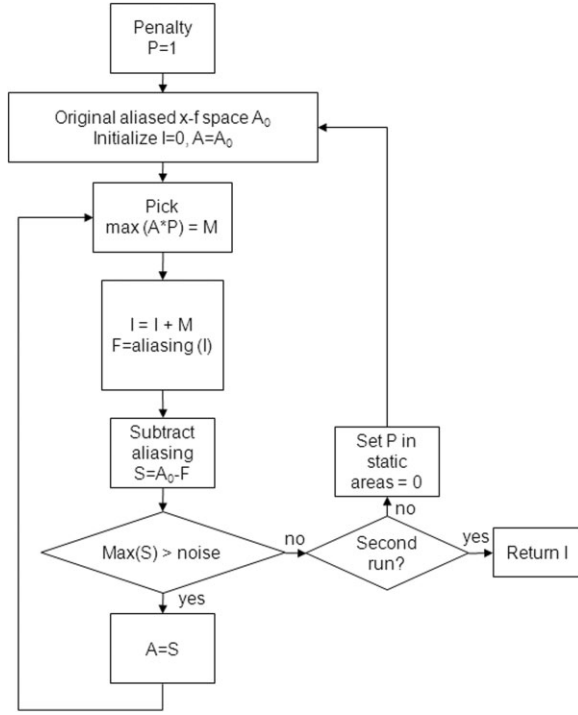 Penalty
P=1
Original aliased x-f space A₀
Initialize I=0, A=A₀
Pick
max (A*P) = M
I = I + M
F=aliasing (I)
Subtract
aliasing
S=A₀-F
Max(S) > noise
yes
A=S
no
Second
run?
no
Set P in
static
areas = 0
yes
Return I